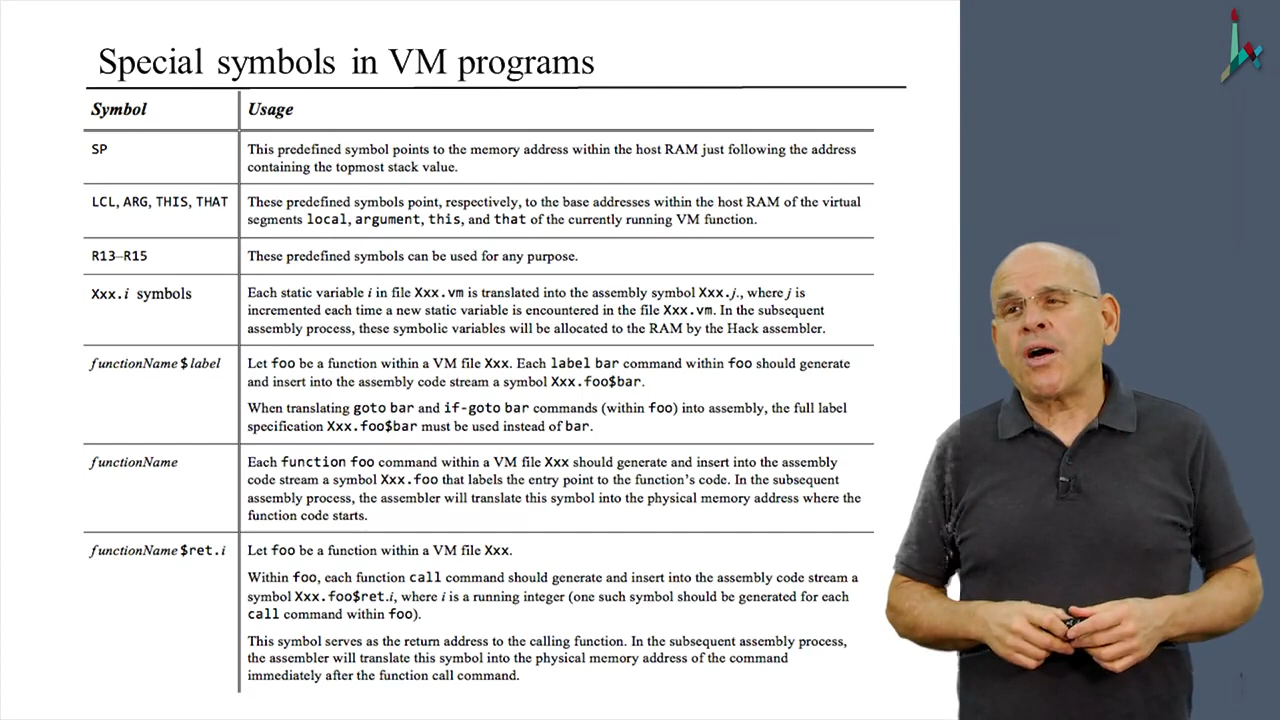 Special symbols in VM programs
Symbol
Usage
SP
This predefined symbol points to the memory address within the host RAM just following the address
containing the topmost stack value.
LCL, ARG, THIS, THAT
These predefined symbols point, respectively, to the base addresses within the host RAM of the virtual
segments local, argument, this, and that of the currently running VM function.
R13–R15
These predefined symbols can be used for any purpose.
Xxx.i symbols
Each static variable i in file Xxx.vm is translated into the assembly symbol Xxx.j., where j is
incremented each time a new static variable is encountered in the file Xxx.vm. In the subsequent
assembly process, these symbolic variables will be allocated to the RAM by the Hack assembler.
functionName$label
Let foo be a function within a VM file Xxx. Each label bar command within foo should generate
and insert into the assembly code stream a symbol Xxx.foo$bar.
When translating goto bar and if-goto bar commands (within foo) into assembly, the full label
specification Xxx.foo$bar must be used instead of bar.
functionName
Each function foo command within a VM file Xxx should generate and insert into the assembly
code stream a symbol Xxx.foo that labels the entry point to the function's code. In the subsequent
assembly process, the assembler will translate this symbol into the physical memory address where the
function code starts.
functionName$ret.i
Let foo be a function within a VM file Xxx.
Within foo, each function call command should generate and insert into the assembly code stream a
symbol Xxx.foo$ret.i, where i is a running integer (one such symbol should be generated for each
call command within foo).
This symbol serves as the return address to the calling function. In the subsequent assembly process,
the assembler will translate this symbol into the physical memory address of the command
immediately after the function call command.